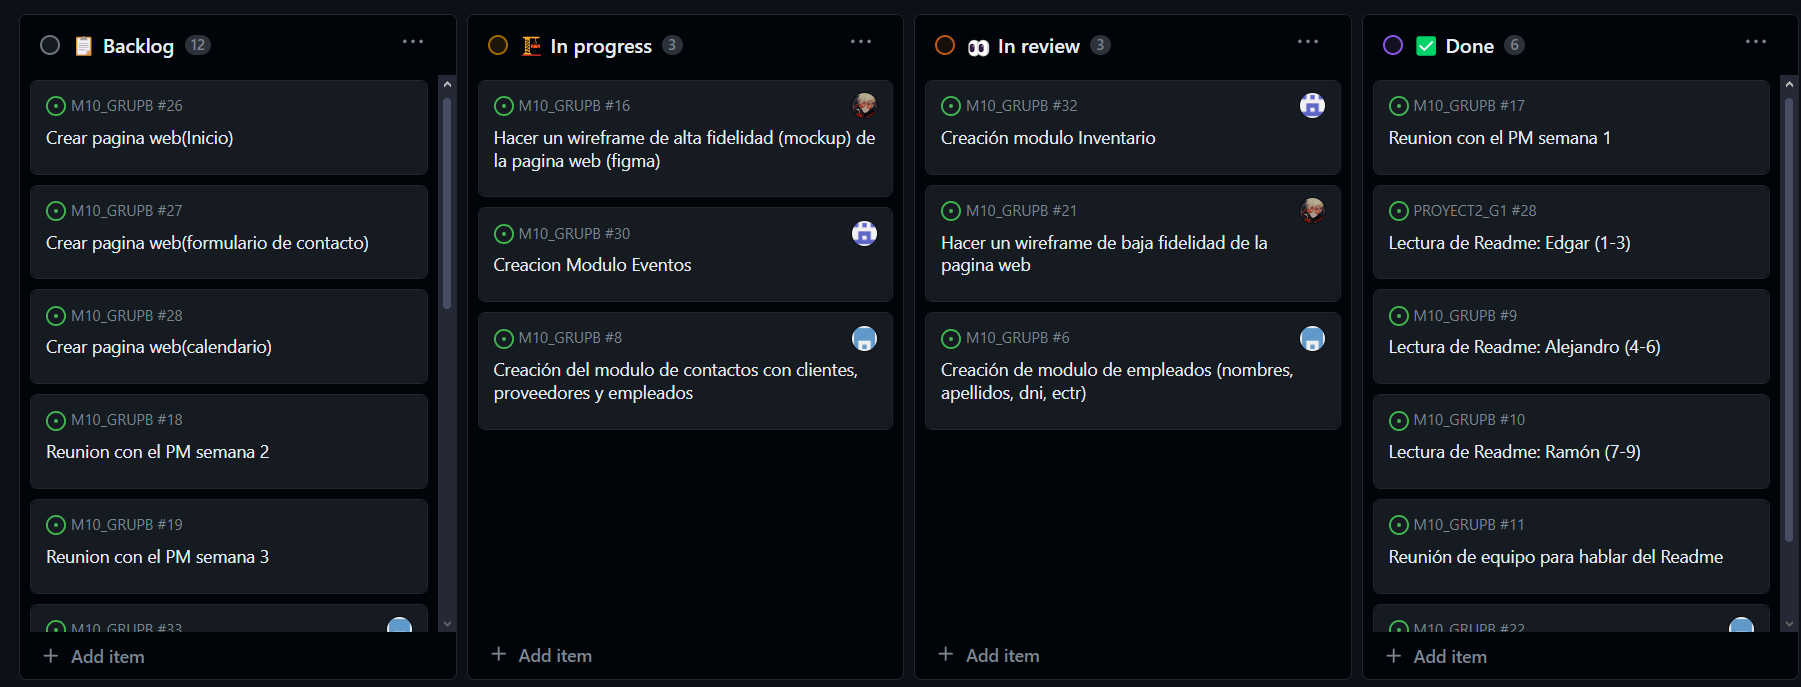 Backlog 12
M10_GRUPB #26
Crear pagina web(Inicio)
M10_GRUPB #27
Crear pagina web(formulario de contacto)
M10_GRUPB #28
Crear pagina web(calendario)
M10_GRUPB #18
Reunion con el PM semana 2
M10_GRUPB #19
Reunion con el PM semana 3
M10_GRUPB #33
+ Add item
In progress 3
M10_GRUPB #16
Hacer un wireframe de alta fidelidad (mockup) de
la pagina web (figma)
M10_GRUPB #30
Creacion Modulo Eventos
M10_GRUPB #8
Creación del modulo de contactos con clientes,
proveedores y empleados
+ Add item
In review 3
M10_GRUPB #32
Creación modulo Inventario
M10_GRUPB #21
Hacer un wireframe de baja fidelidad de la
pagina web
M10_GRUPB #6
Creación de modulo de empleados (nombres,
apellidos, dni, ectr)
+ Add item
Done 6
M10_GRUPB #17
Reunion con el PM semana 1
PROYECT2_G1 #28
Lectura de Readme: Edgar (1-3)
M10_GRUPB #9
Lectura de Readme: Alejandro (4-6)
M10_GRUPB #10
Lectura de Readme: Ramón (7-9)
M10_GRUPB #11
Reunión de equipo para hablar del Readme
M10_GRUPB #22
+ Add item